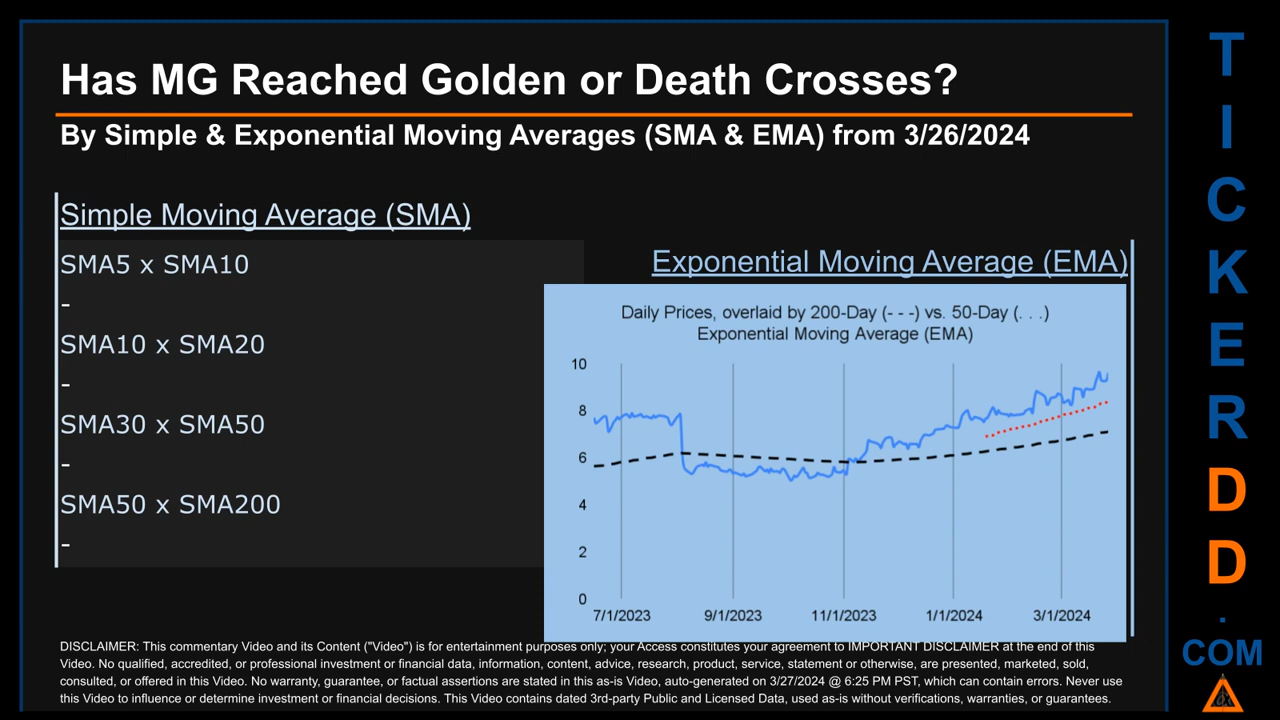 Has MG Reached Golden or Death Crosses?
By Simple & Exponential Moving Averages (SMA & EMA) from 3/26/2024
Simple Moving Average (SMA)
SMA5 x SMA10
-
SMA10 x SMA20
-
SMA30 x SMA50
-
SMA50 x SMA200
-
Exponential Moving Average (EMA)
Daily Prices, overlaid by 200-Day (- - -) vs. 50-Day (. . .)
Exponential Moving Average (EMA)
10
8
6
4
2
0
7/1/2023 9/1/2023 11/1/2023 1/1/2024 3/1/2024
DISCLAIMER: This commentary Video and its Content ("Video") is for entertainment purposes only; your Access constitutes your agreement to IMPORTANT DISCLAIMER at the end of this
Video. No qualified, accredited, or professional investment or financial data, information, content, advice, research, product, service, statement or otherwise, are presented, marketed, sold,
consulted, or offered in this Video. No warranty, guarantee, or factual assertions are stated in this as-is Video, auto-generated on 3/27/2024 @ 6:25 PM PST, which can contain errors. Never use
this Video to influence or determine investment or financial decisions. This Video contains dated 3rd-party Public and Licensed Data, used as-is without verifications, warranties, or guarantees.
T
I
C
K
E
R
D
D
.
COM